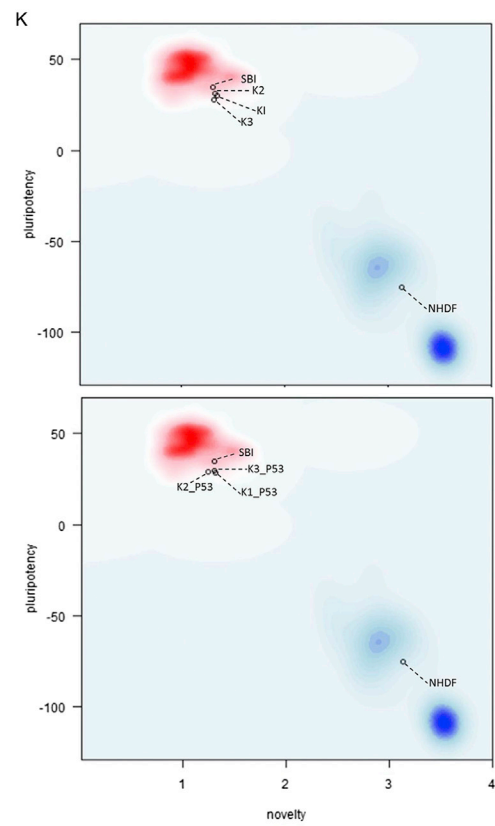 K
50
0
-50
-100
pluripotency
SBI
K2
KI
K3
NHDF
50
0
-50
-100
pluripotency
SBI
K3_P53
K2_P53
K1_P53
NHDF
1
2
3
4
novelty